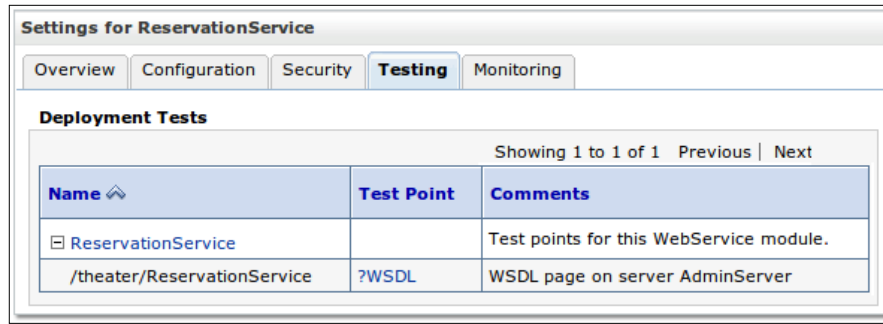 Settings for ReservationService
Overview Configuration Security Testing Monitoring
Deployment Tests
Showing 1 to 1 of 1 Previous | Next
Name Test Point Comments
ReservationService Test points for this WebService module.
/theater/ReservationService ?WSDL WSDL page on server AdminServer